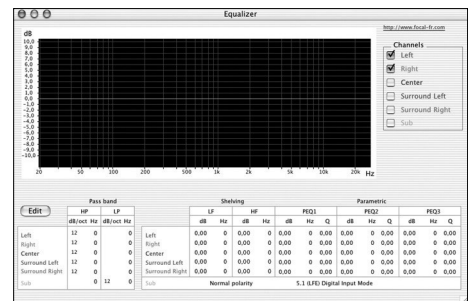 Equalizer
http://www.focal-fr.com
dB
10,0
9,0
8,0
7,0
6,0
5,0
4,0
3,0
2,0
1,0
0,0
-1,0
-2,0
-3,0
-4,0
-5,0
-6,0
-7,0
-8,0
-9,0
-10,0
20 50 100 200 500 1k 2k 5k 10k 20k Hz
Channels
Left
Right
Center
Surround Left
Surround Right
Sub
Edit
Pass band
HP LP
dB/oct Hz dB/oct Hz
Left 12 0 0
Right 12 0 0
Center 12 0 0
Surround Left 12 0 0
Surround Right 12 0 0
Sub 0 12 0
Shelving Parametric
LF HF PEQ1 PEQ2 PEQ3
dB Hz dB Hz dB Hz Q dB Hz Q dB Hz Q
Left 0,00 0 0,00 0 0,00 0 0,00 0,00 0 0,00 0,00 0 0,00
Right 0,00 0 0,00 0 0,00 0 0,00 0,00 0 0,00 0,00 0 0,00
Center 0,00 0 0,00 0 0,00 0 0,00 0,00 0 0,00 0,00 0 0,00
Surround Left 0,00 0 0,00 0 0,00 0 0,00 0,00 0 0,00 0,00 0 0,00
Surround Right 0,00 0 0,00 0 0,00 0 0,00 0,00 0 0,00 0,00 0 0,00
Sub Normal polarity 5.1 (LFE) Digital Input Mode